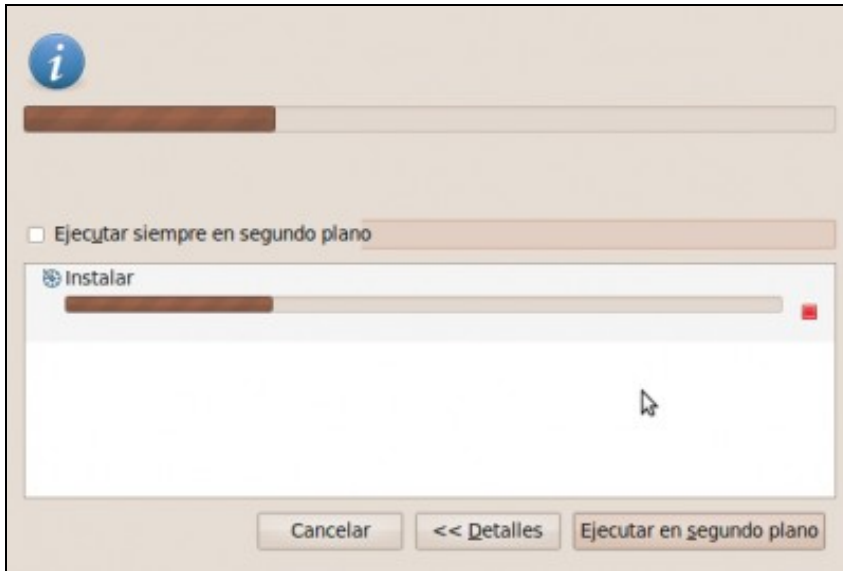 Ejecutar siempre en segundo plano
Instalar
Cancelar
<< Detalles
Ejecutar en segundo plano